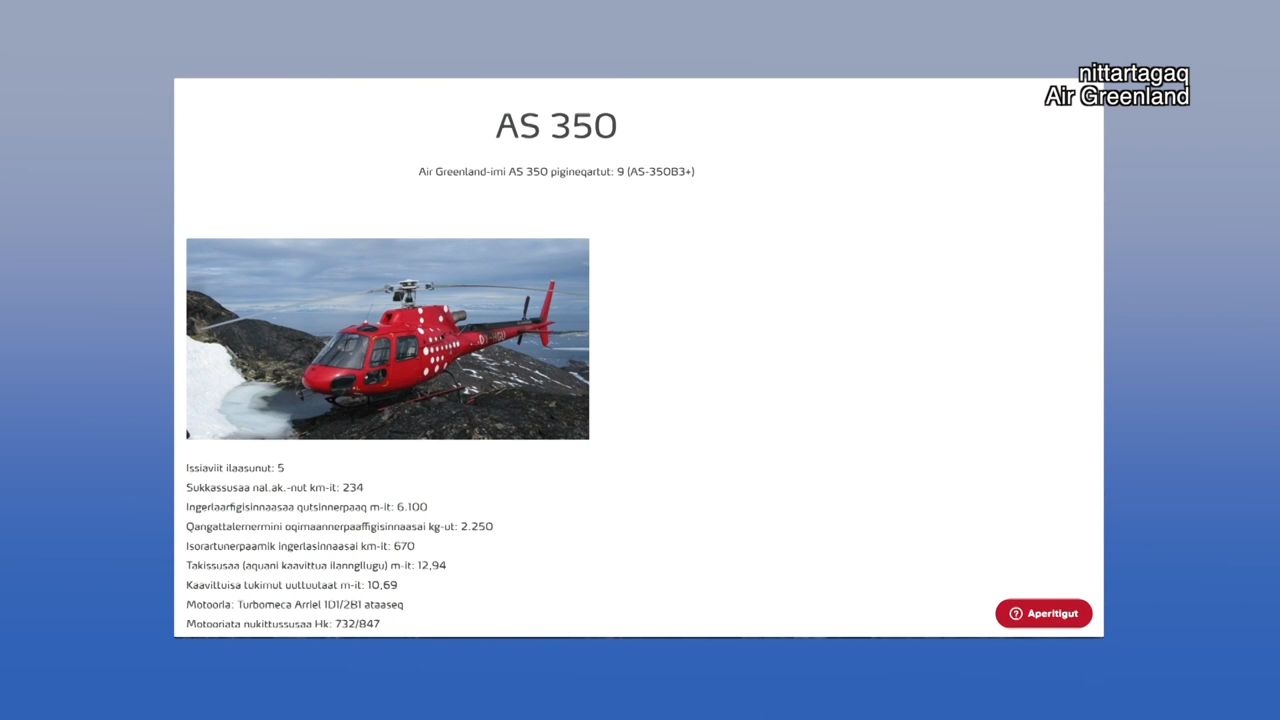 nittartagaq
Air Greenland
AS 350
Air Greenland-imi AS 350 pigineqartut: 9 (AS-350B3+)
Issiaviit ilaasunut: 5
Sukkassusaa nal.ak.-nut km-it: 234
Ingerlaarfigisinnaasaa qutsinnerpaaq m-it: 6.100
Qangattalernermini oqimaannerpaaffigisinnaasai kg-ut: 2.250
Isorartunerpaamik ingerlasinnaasai km-it: 670
Takissusaa (aquani kaavittua ilanngllugu) m-it: 12,94
Kaavittuisa tukimut uuttuutaat m-it: 10,69
Motooria: Turbomeca Arriel 1D1/2B1 ataaseq
Motooriata nukittussusaa Hk: 732/847
Aperitigut